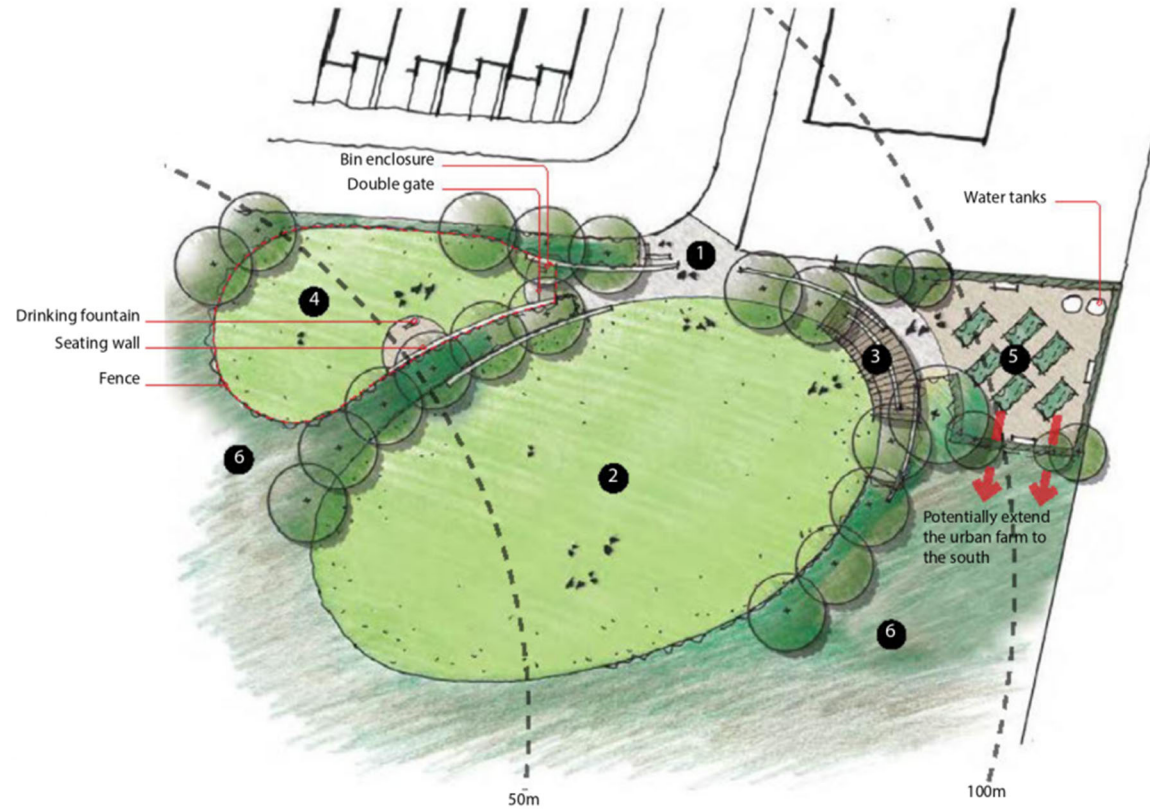 Bin enclosure
Double gate
Water tanks
1
4
Drinking fountain
Seating wall
Fence
3
5
6
2
Potentially extend
the urban farm to
the south
6
50m
100m